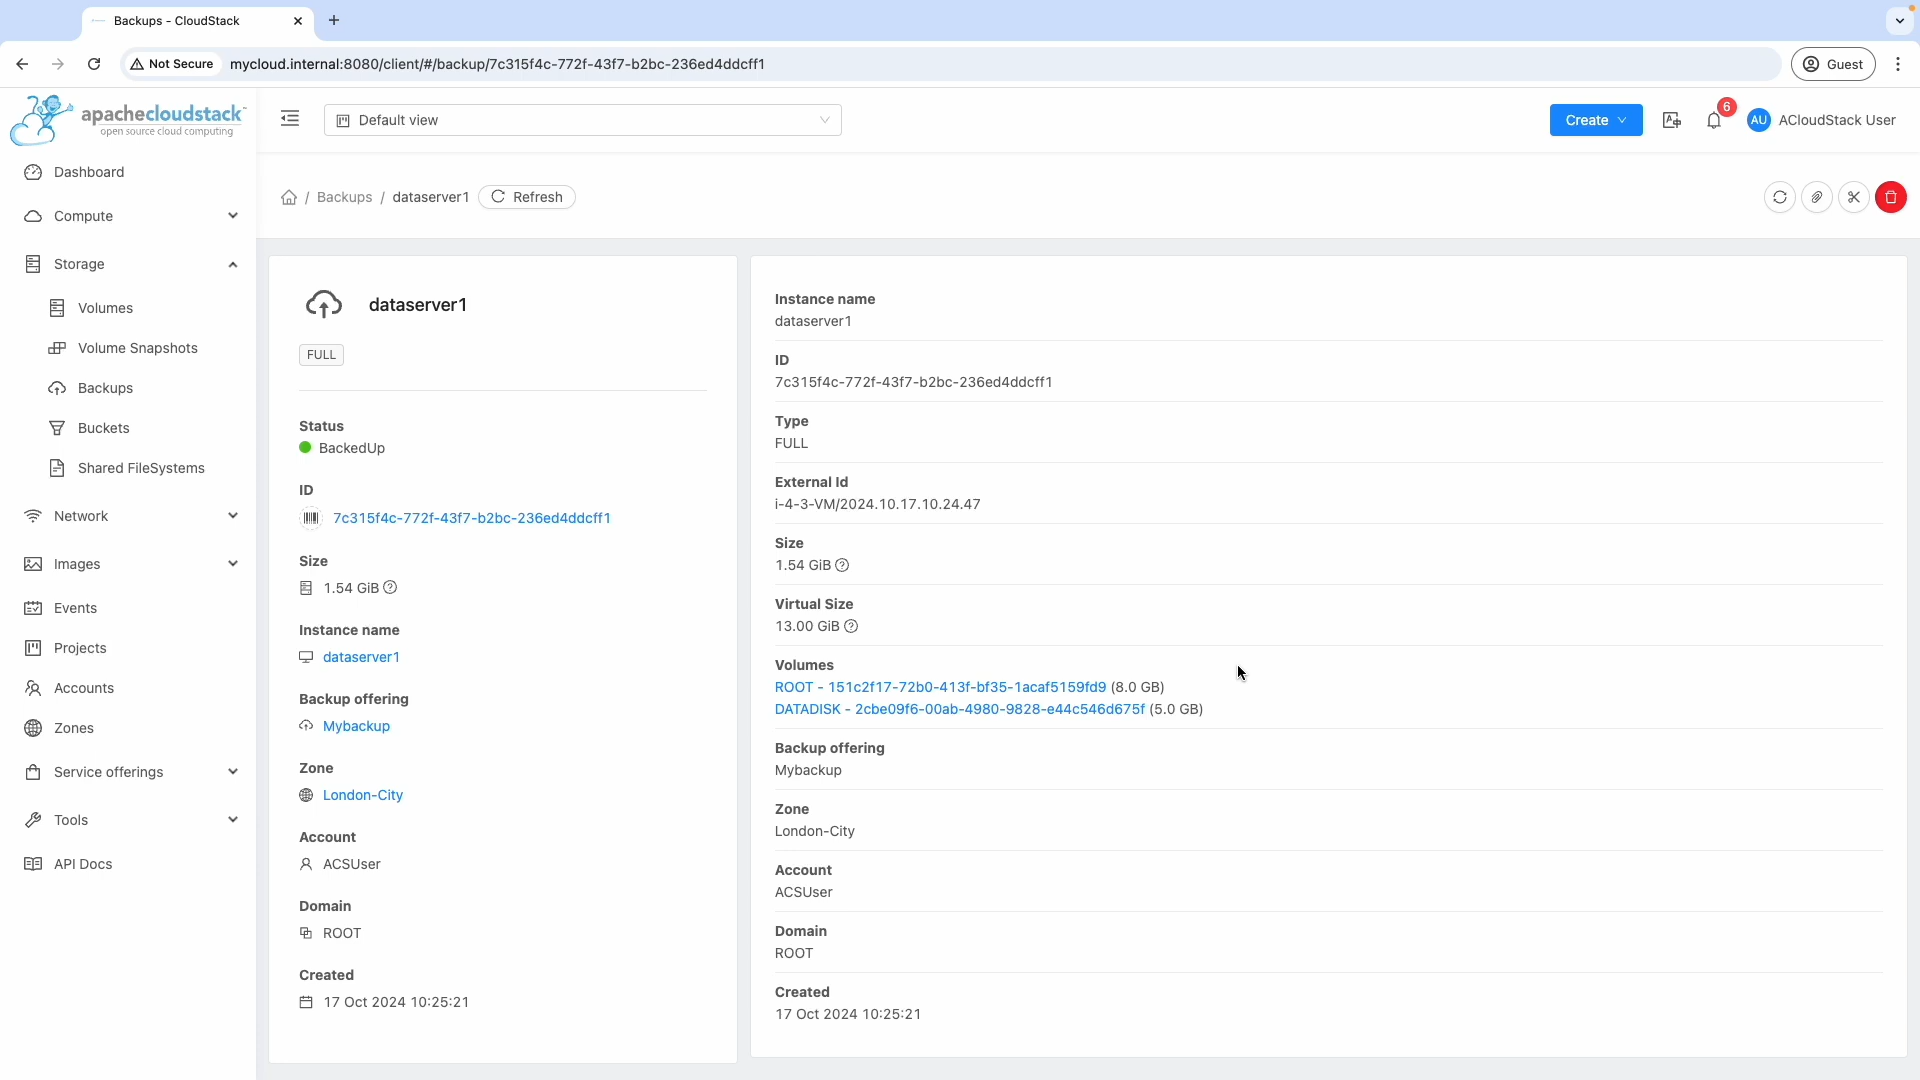 Backups - CloudStack
Not Secure
mycloud.internal:8080/client/#/backup/7c315f4c-772f-43f7-b2bc-236ed4ddcff1
Guest
apachecloudstack™
open source cloud computing
Default view
Create
6
AU
ACloudStack User
Dashboard
Compute
Storage
Volumes
Volume Snapshots
Backups
Buckets
Shared FileSystems
Network
Images
Events
Projects
Accounts
Zones
Service offerings
Tools
API Docs
/ Backups / dataserver1
Refresh
dataserver1
FULL
Status
BackedUp
ID
7c315f4c-772f-43f7-b2bc-236ed4ddcff1
Size
1.54 GiB
Instance name
dataserver1
Backup offering
Mybackup
Zone
London-City
Account
ACSUser
Domain
ROOT
Created
17 Oct 2024 10:25:21
Instance name
dataserver1
ID
7c315f4c-772f-43f7-b2bc-236ed4ddcff1
Type
FULL
External Id
i-4-3-VM/2024.10.17.10.24.47
Size
1.54 GiB
Virtual Size
13.00 GiB
Volumes
ROOT - 151c2f17-72b0-413f-bf35-1acaf5159fd9 (8.0 GB)
DATADISK - 2cbe09f6-00ab-4980-9828-e44c546d675f (5.0 GB)
Backup offering
Mybackup
Zone
London-City
Account
ACSUser
Domain
ROOT
Created
17 Oct 2024 10:25:21